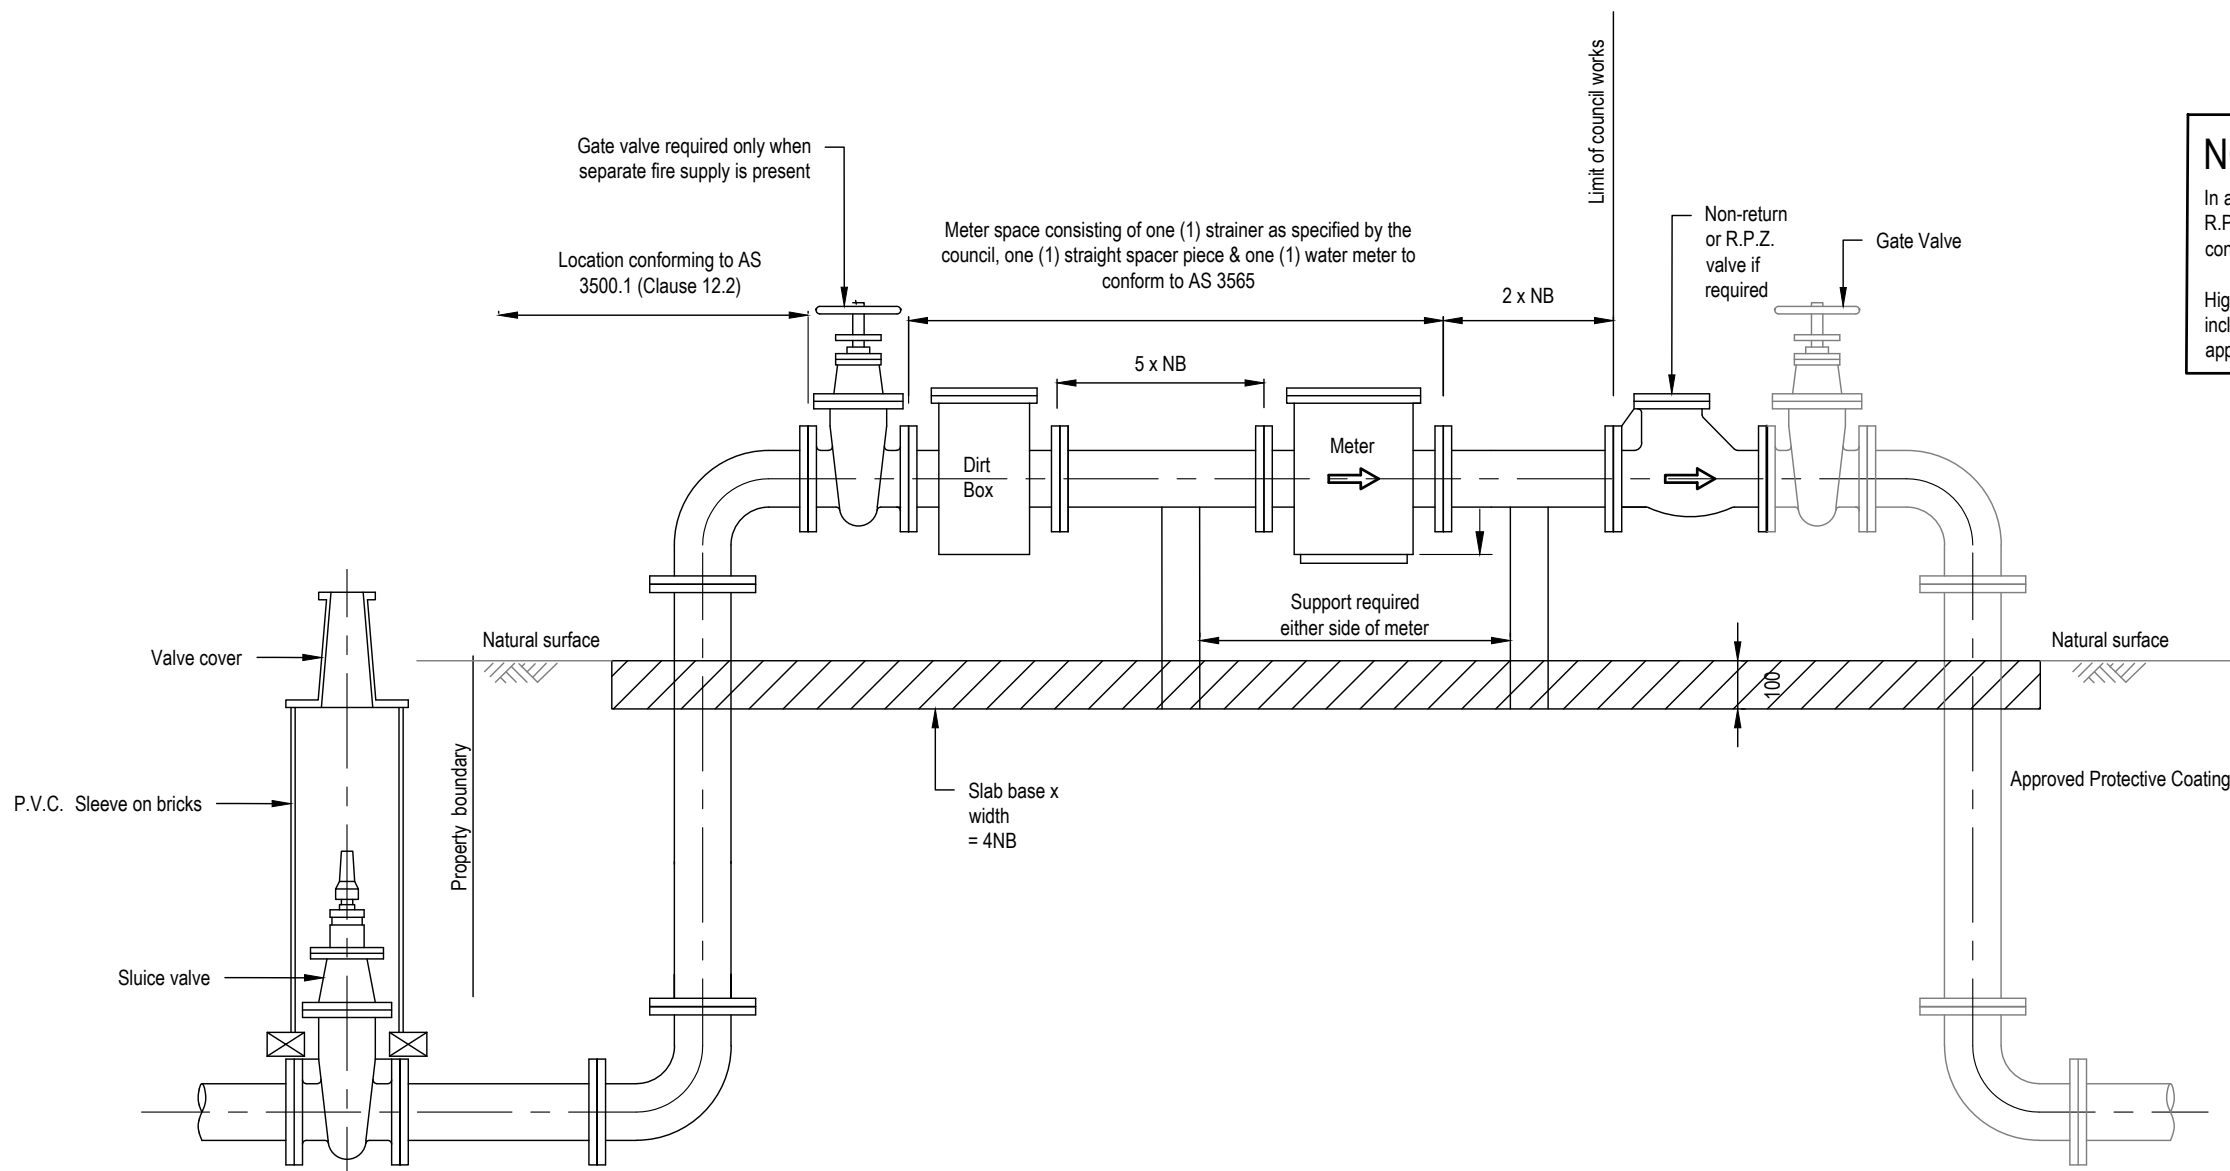 Limit of council works
Gate valve required only when
separate fire supply is present
Meter space consisting of one (1) strainer as specified by the
council, one (1) straight spacer piece & one (1) water meter to
conform to AS 3565
Location conforming to AS
3500.1 (Clause 12.2)
2 x NB
Non-return
or R.P.Z.
valve if
required
Gate Valve
In a
R.P
Hig
5 x NB
Meter
Dirt
Box
Support required
either side of meter
Natural surface
Natural surface
Valve cover
100
Property boundary
P.V.C. Sleeve on bricks
Slab base x
width
= 4NB
Approved Protective Coating
Sluice valve